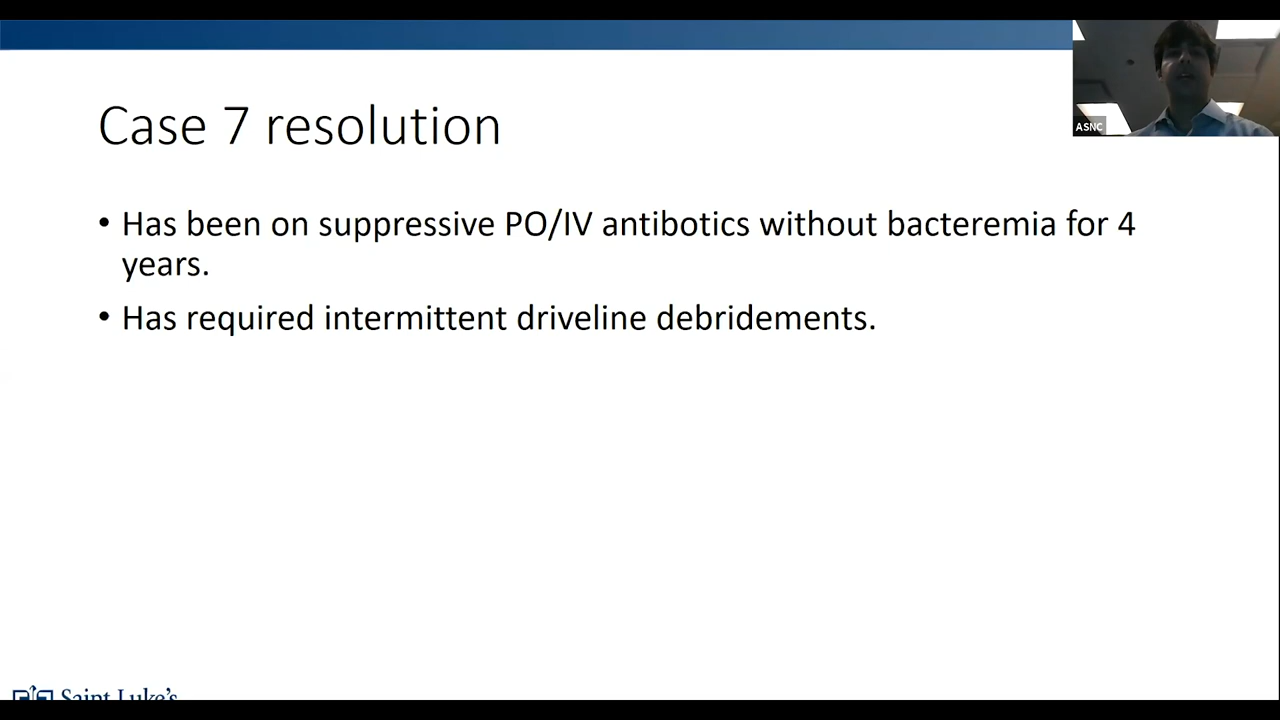 ASNC
Case 7 resolution
• Has been on suppressive PO/IV antibotics without bacteremia for 4
years.
• Has required intermittent driveline debridements.
Saint Luke's